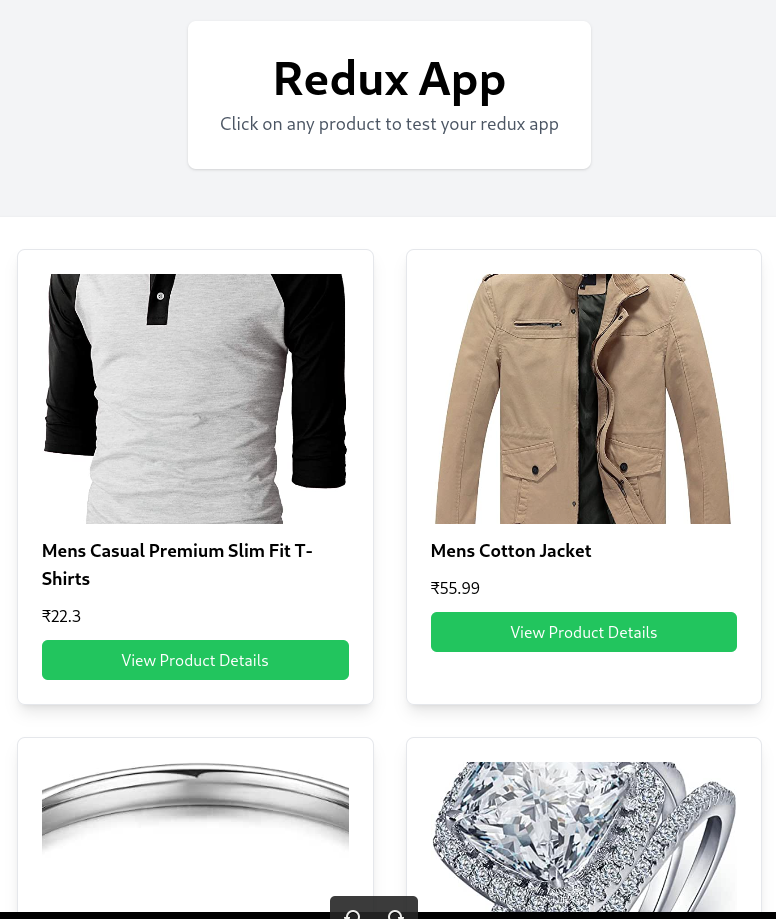 Redux App
Click on any product to test your redux app
Mens Casual Premium Slim Fit T-
Shirts
₹22.3
View Product Details
Mens Cotton Jacket
₹55.99
View Product Details